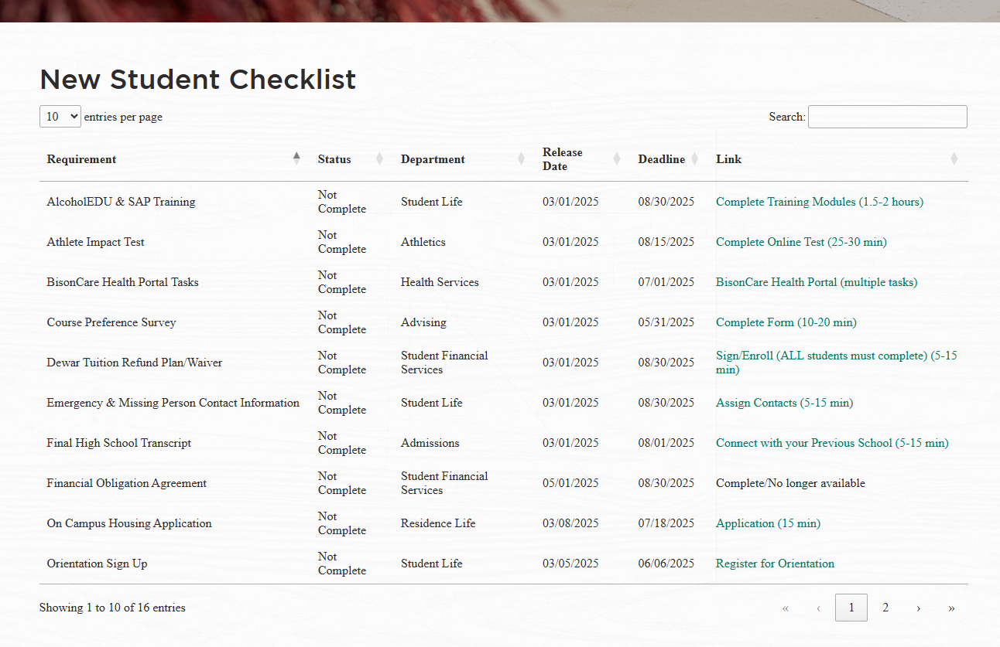 New Student Checklist
10 entries per page
Search:
Requirement Status Department Release Date Deadline Link
AlcoholEDU & SAP Training Not Complete Student Life 03/01/2025 08/30/2025 Complete Training Modules (1.5-2 hours)
Athlete Impact Test Not Complete Athletics 03/01/2025 08/15/2025 Complete Online Test (25-30 min)
BisonCare Health Portal Tasks Not Complete Health Services 03/01/2025 07/01/2025 BisonCare Health Portal (multiple tasks)
Course Preference Survey Not Complete Advising 03/01/2025 05/31/2025 Complete Form (10-20 min)
Dewar Tuition Refund Plan/Waiver Not Complete Student Financial Services 03/01/2025 08/30/2025 Sign/Enroll (ALL students must complete) (5-15 min)
Emergency & Missing Person Contact Information Not Complete Student Life 03/01/2025 08/30/2025 Assign Contacts (5-15 min)
Final High School Transcript Not Complete Admissions 03/01/2025 08/01/2025 Connect with your Previous School (5-15 min)
Financial Obligation Agreement Not Complete Student Financial Services 05/01/2025 08/30/2025 Complete/No longer available
On Campus Housing Application Not Complete Residence Life 03/08/2025 07/18/2025 Application (15 min)
Orientation Sign Up Not Complete Student Life 03/05/2025 06/06/2025 Register for Orientation
Showing 1 to 10 of 16 entries
« ‹ 1 2 › »